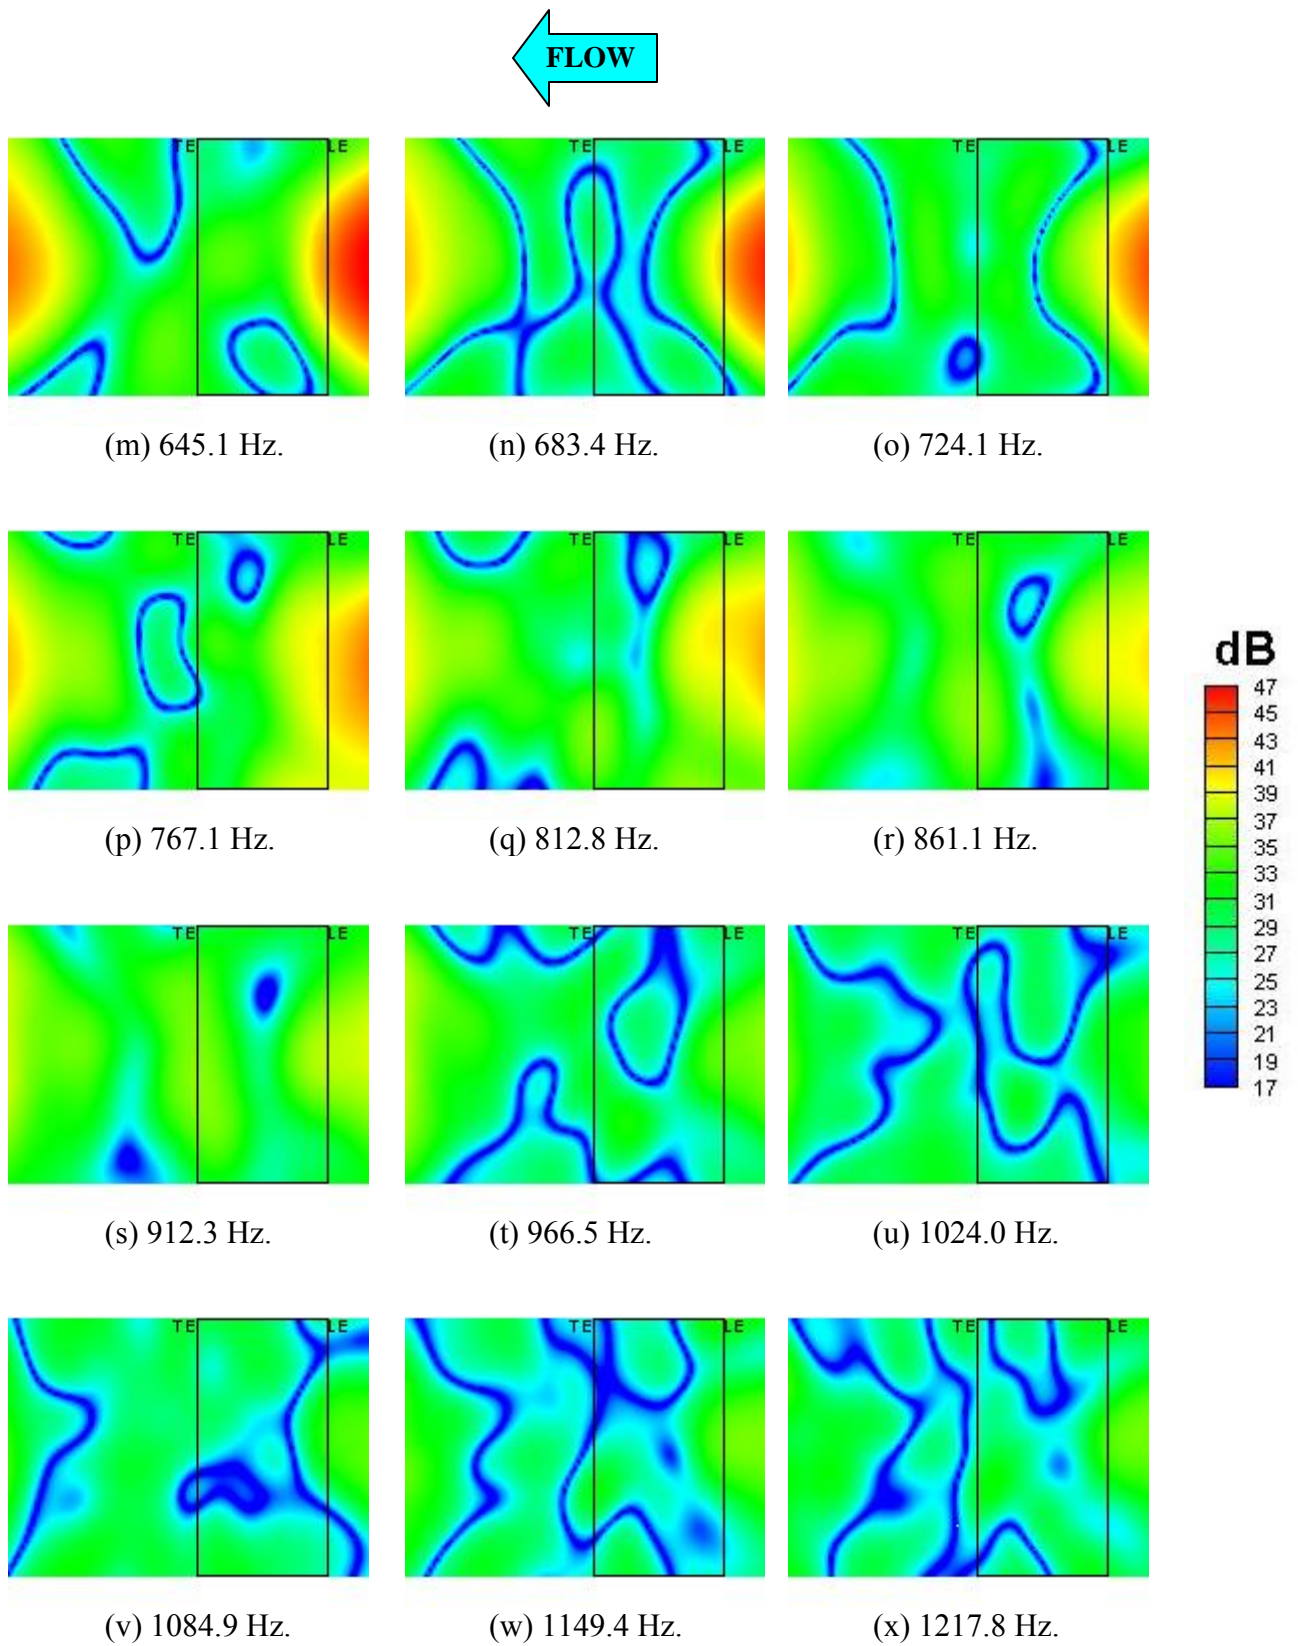 FLOW
TE LE TE LE TE LE
(m) 645.1 Hz. (n) 683.4 Hz. (o) 724.1 Hz.
TE LE TE LE TE LE
(p) 767.1 Hz. (q) 812.8 Hz. (r) 861.1 Hz.
dB
47
45
43
41
39
37
35
33
31
29
27
25
23
21
19
17
TE LE TE LE TE LE
(s) 912.3 Hz. (t) 966.5 Hz. (u) 1024.0 Hz.
TE LE TE LE TE LE
(v) 1084.9 Hz. (w) 1149.4 Hz. (x) 1217.8 Hz.